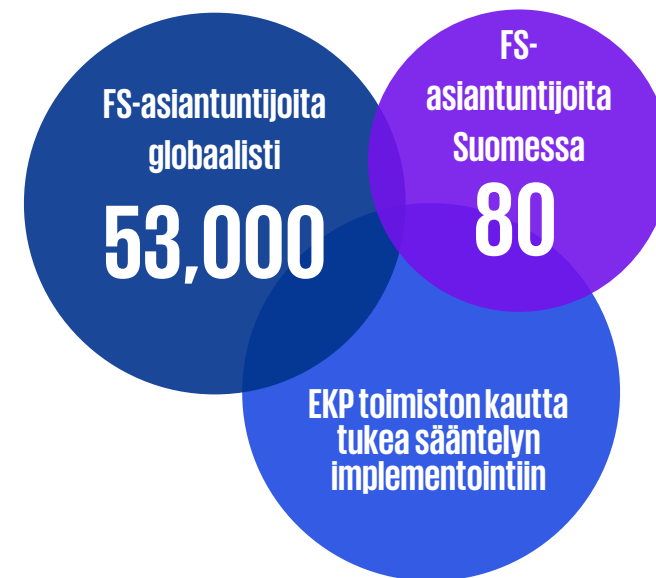 FS-asiantuntijoita
globaalisti
53,000
FS-
asiantuntijoita
Suomessa
80
EKP toimiston kautta
tukea sääntelyn
implementointiin